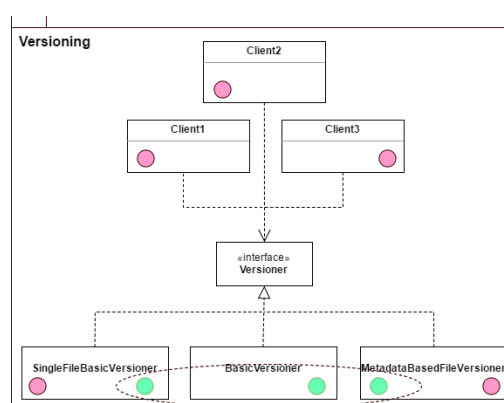 Versioning
Client2
Client1
Client3
«interface»
Versioner
SingleFileBasicVersioner
BasicVersioner
MetadataBasedFileVersioner